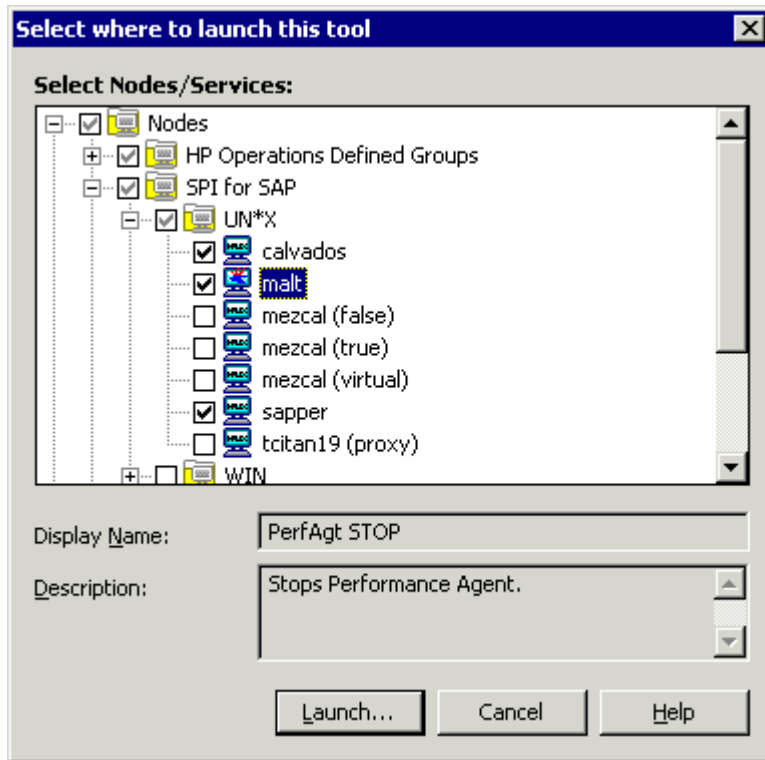 Select where to launch this tool
Select Nodes/Services:
Nodes
HP Operations Defined Groups
SPI for SAP
UN*X
calvados
malt
mezcal (false)
mezcal (true)
mezcal (virtual)
sapper
tcitan19 (proxy)
WIN
Display Name:
PerfAgt STOP
Description:
Stops Performance Agent.
Launch...
Cancel
Help